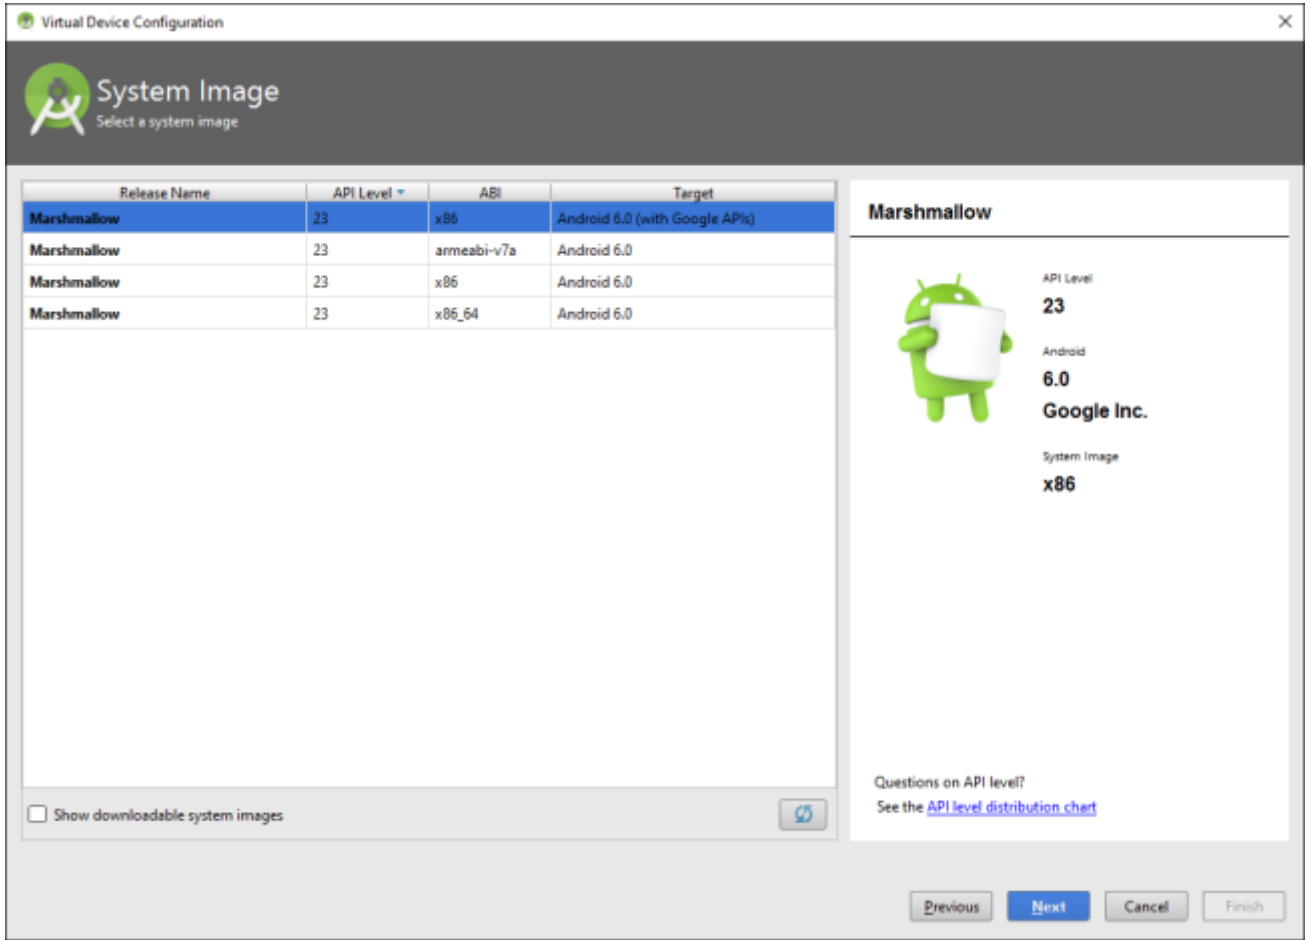 Virtual Device Configuration
System Image
Select a system image
Release Name API Level ABI Target
Marshmallow 23 x86 Android 6.0 (with Google APIs)
Marshmallow 23 armeabi-v7a Android 6.0
Marshmallow 23 x86 Android 6.0
Marshmallow 23 x86_64 Android 6.0
Show downloadable system images
Marshmallow
API Level
23
Android
6.0
Google Inc.
System Image
x86
Questions on API level?
See the API level distribution chart
Previous Next Cancel Finish